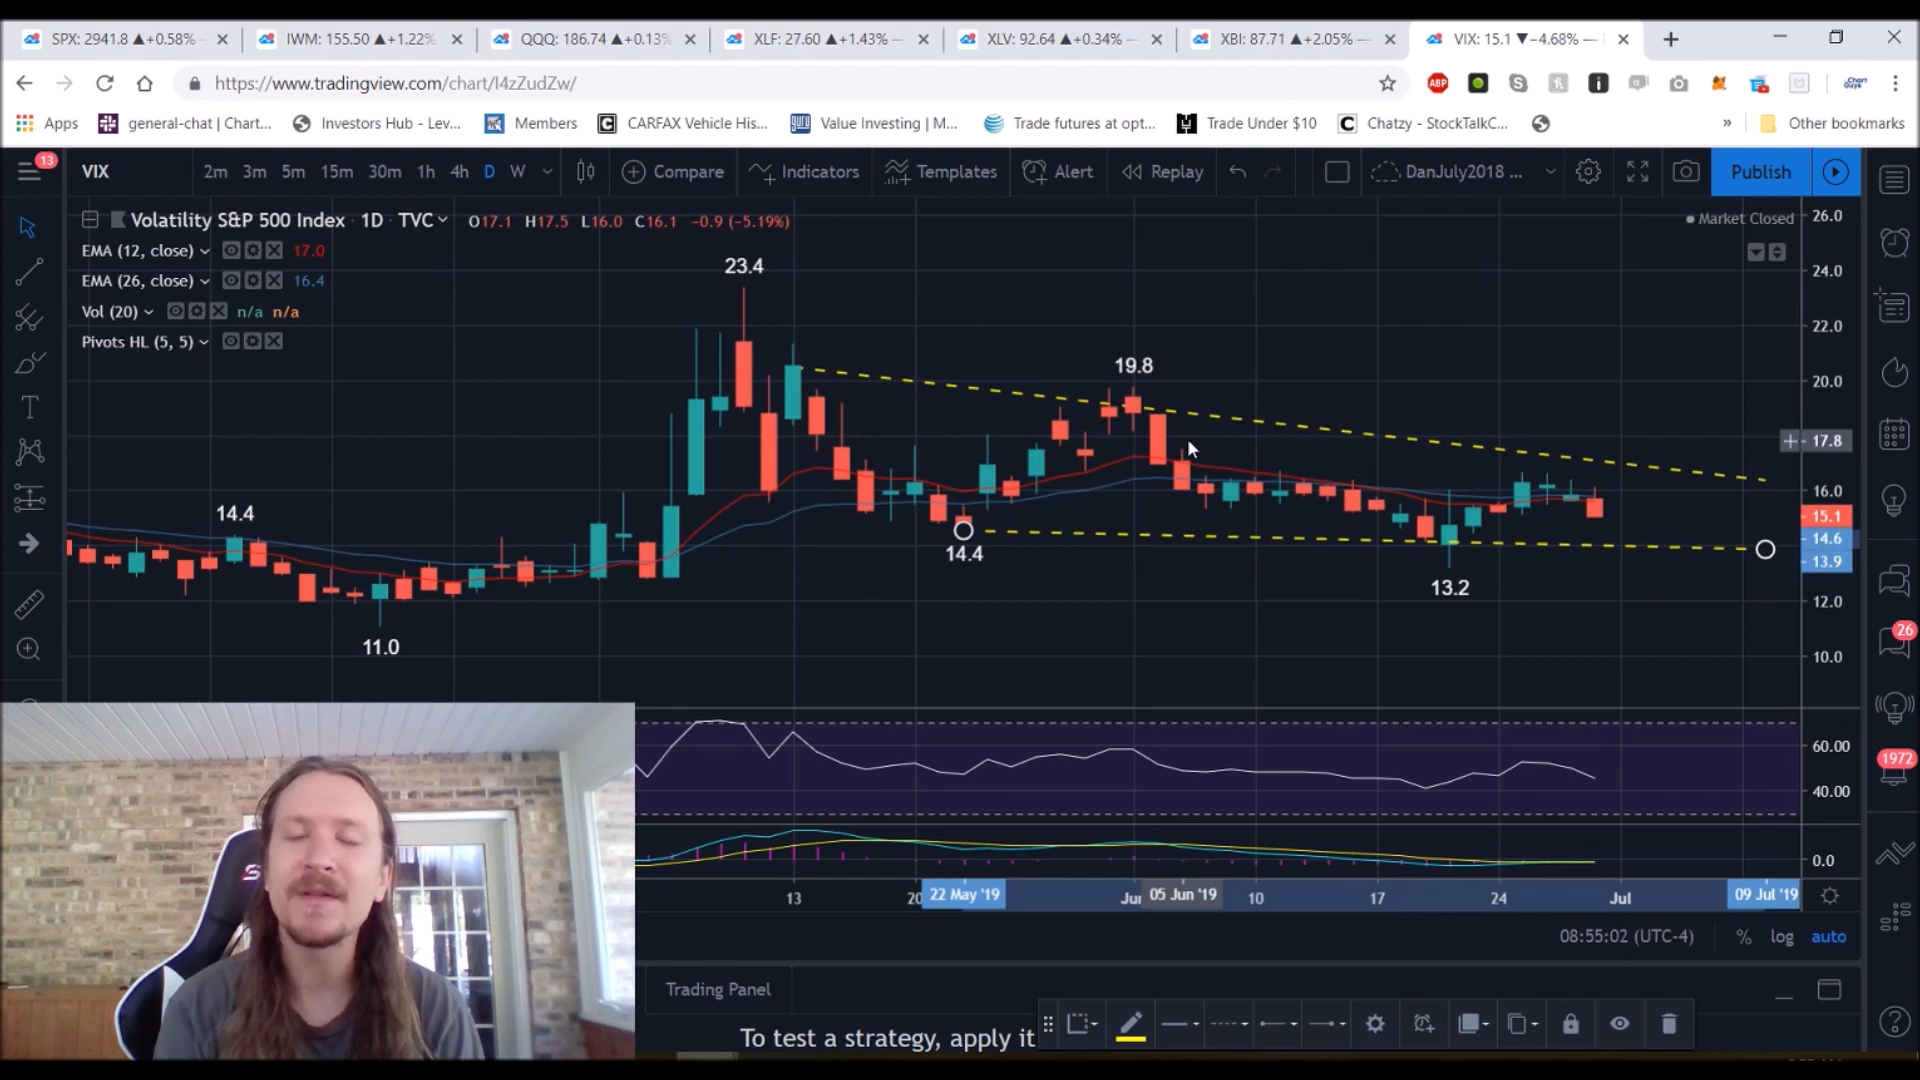 SPX: 2941.8 ▲+0.58% IWM: 155.50 ▲+1.22% QQQ: 186.74 ▲+0.13% XLF: 27.60 ▲+1.43% — XLV: 92.64 ▲+0.34% — XBI: 87.71 ▲+2.05% — VIX: 15.1 ▼−4.68% —
https://www.tradingview.com/chart/I4zZudZw/
ABP
Apps general-chat | Chart... Investors Hub - Lev... Members CARFAX Vehicle His... Value Investing | M... Trade futures at opt... Trade Under $10 Chatzy - StockTalkC... » Other bookmarks
13 VIX 2m 3m 5m 15m 30m 1h 4h D W Compare Indicators Templates Alert Replay DanJuly2018 ... Publish
Volatility S&P 500 Index · 1D · TVC O17.1 H17.5 L16.0 C16.1 −0.9 (−5.19%)
Market Closed
EMA (12, close) 17.0
EMA (26, close) 16.4
Vol (20) n/a n/a
Pivots HL (5, 5)
26.0
24.0
22.0
20.0
17.8
16.0
15.1
14.6
13.9
12.0
10.0
23.4
19.8
14.4
14.4
13.2
11.0
26
1972
60.00
40.00
0.0
13 20 22 May '19 Jun 05 Jun '19 10 17 24 Jul 09 Jul '19
08:55:02 (UTC-4) % log auto
Trading Panel
To test a strategy, apply it